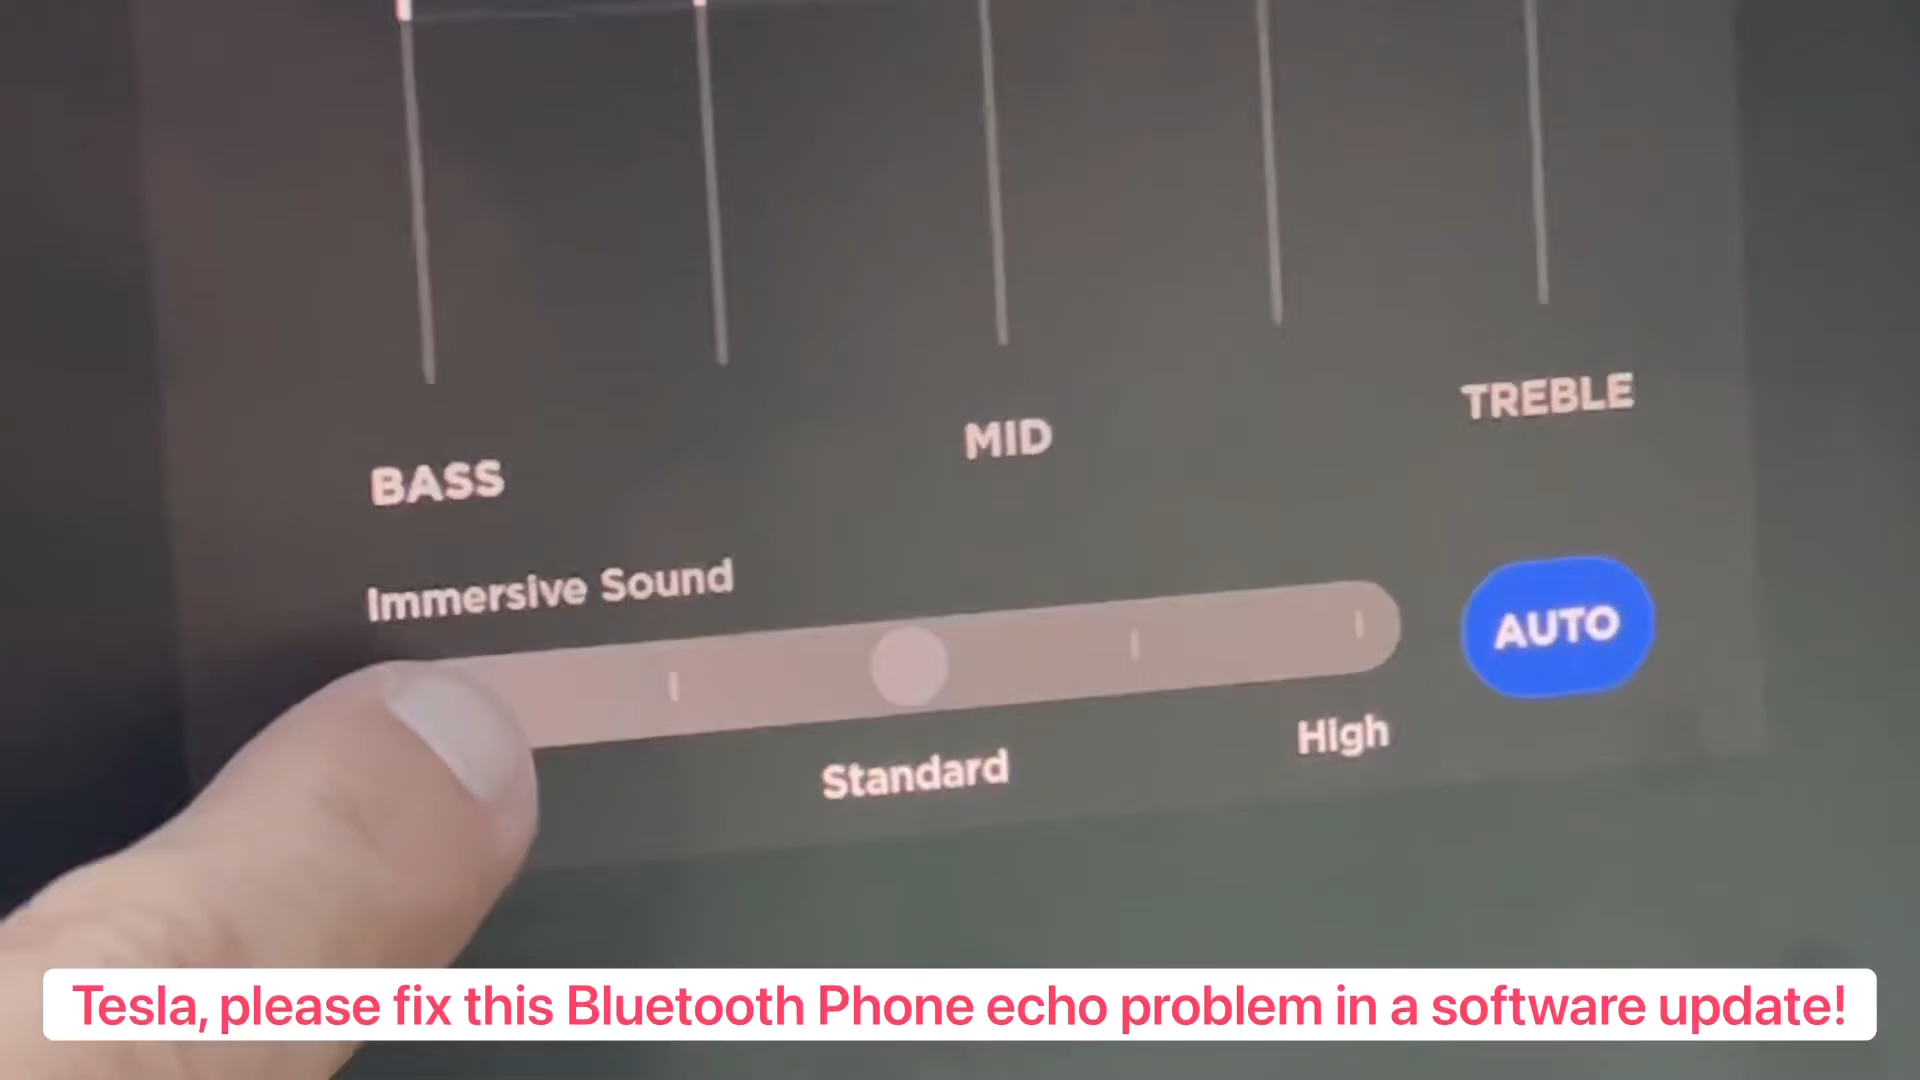 BASS
MID
TREBLE
Immersive Sound
AUTO
Standard
High
Tesla, please fix this Bluetooth Phone echo problem in a software update!